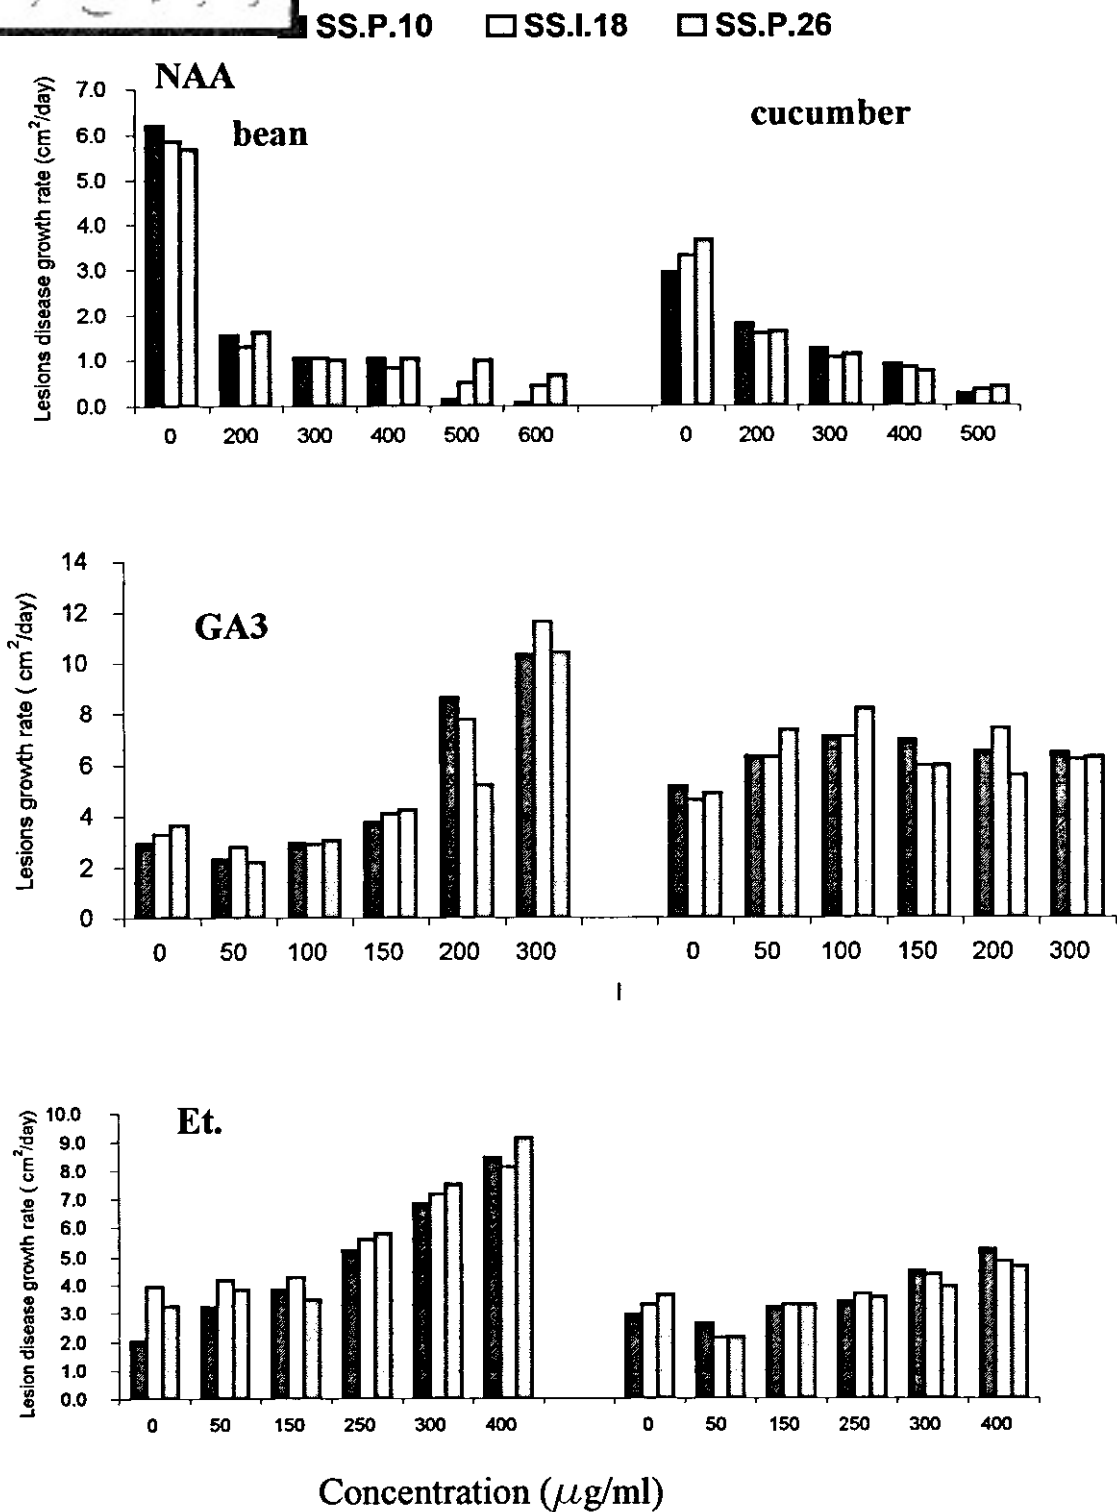 SS.P.10 SS.I.18 SS.P.26
NAA
bean
cucumber
Lesions disease growth rate (cm²/day)
7.0
6.0
5.0
4.0
3.0
2.0
1.0
0.0
0 200 300 400 500 600 0 200 300 400 500
GA3
Lesions growth rate ( cm²/day)
14
12
10
8
6
4
2
0
0 50 100 150 200 300 0 50 100 150 200 300
Et.
Lesion disease growth rate ( cm²/day)
10.0
9.0
8.0
7.0
6.0
5.0
4.0
3.0
2.0
1.0
0.0
0 50 150 250 300 400 0 50 150 250 300 400
Concentration (μg/ml)